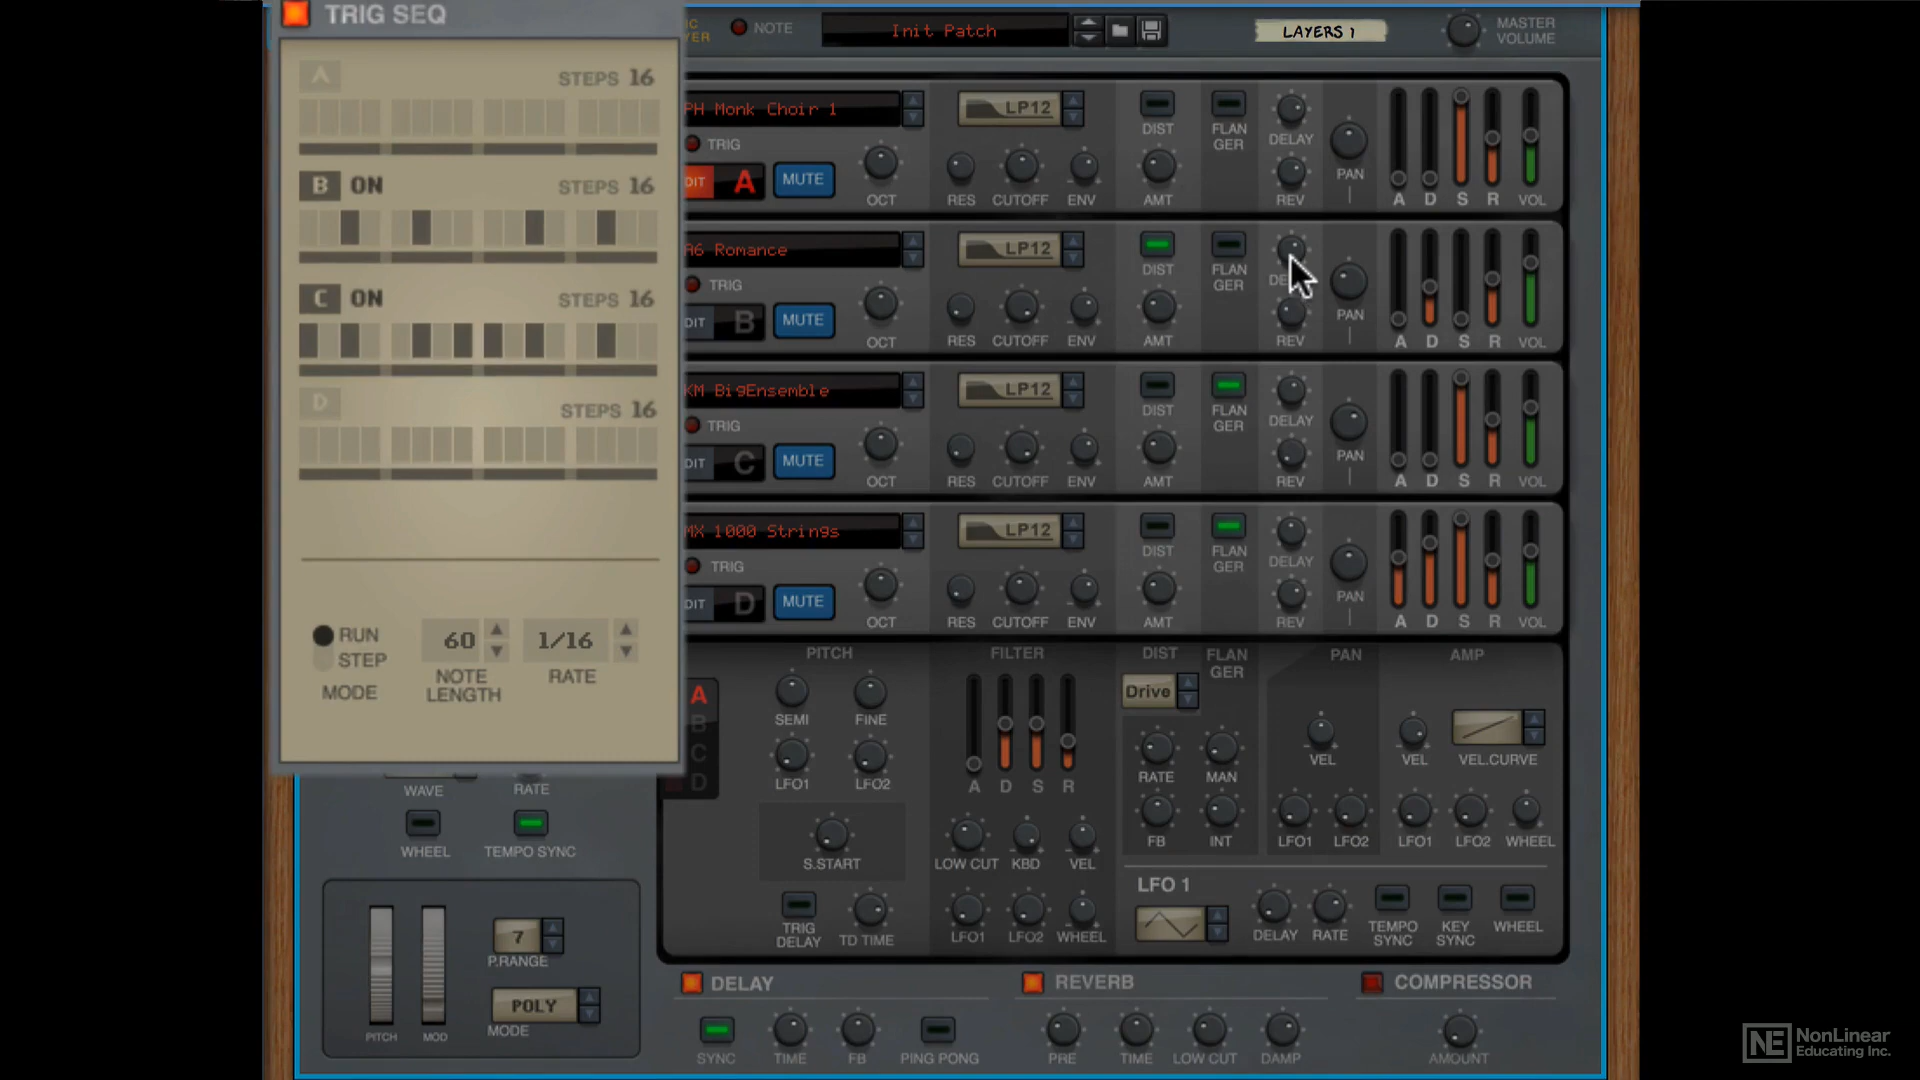 TRIG SEQ
A STEPS 16
B ON STEPS 16
C ON STEPS 16
D STEPS 16
RUN
STEP
MODE
60
NOTE
LENGTH
1/16
RATE
NOTE
Init Patch
LAYERS 1
MASTER
VOLUME
PH Monk Choir 1
LP12
DIST
FLAN
GER
DELAY
TRIG
A
MUTE
OCT RES CUTOFF ENV AMT REV PAN A D S R VOL
A6 Romance
LP12
DIST
FLAN
GER
TRIG
B
MUTE
OCT RES CUTOFF ENV AMT REV PAN A D S R VOL
KM BigEnsemble
LP12
DIST
FLAN
GER
DELAY
TRIG
C
MUTE
OCT RES CUTOFF ENV AMT REV PAN A D S R VOL
MX 1000 Strings
LP12
DIST
FLAN
GER
DELAY
TRIG
D
MUTE
OCT RES CUTOFF ENV AMT REV PAN A D S R VOL
A
B
C
D
PITCH
SEMI FINE
LFO1 LFO2
S.START
TRIG
DELAY
TD TIME
FILTER
A D S R
LOW CUT KBD VEL
LFO1 LFO2 WHEEL
DIST
FLAN
GER
Drive
RATE MAN
FB INT
PAN
VEL
LFO1 LFO2
AMP
VEL VEL.CURVE
LFO1 LFO2 WHEEL
LFO 1
DELAY RATE
TEMPO
SYNC
KEY
SYNC
WHEEL
WAVE RATE
WHEEL TEMPO SYNC
PITCH MOD
7
P.RANGE
POLY
MODE
DELAY
SYNC TIME FB PING PONG
REVERB
PRE TIME LOW CUT DAMP
COMPRESSOR
AMOUNT
NE NonLinear
Educating Inc.